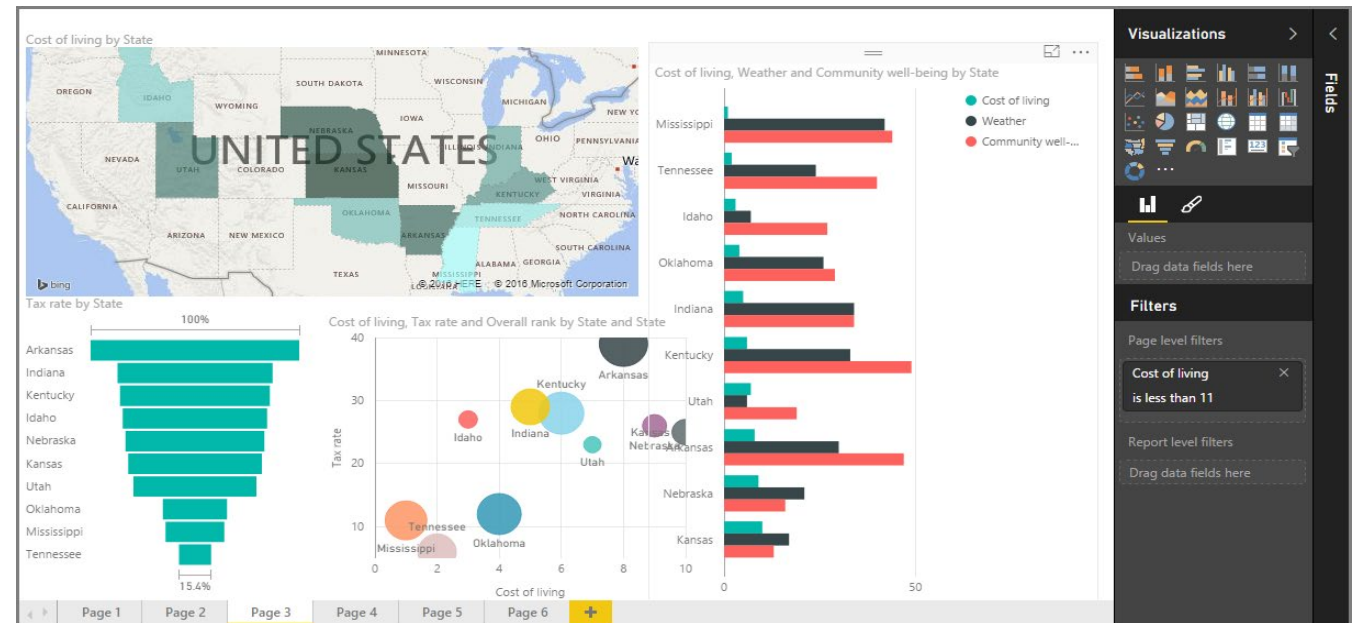 Cost of living by State
MINNESOTA
OREGON
IDAHO
SOUTH DAKOTA
WISCONSIN
WYOMING
MICHIGAN
NEW YO
IOWA
NEBRASKA
UNITED STATES
ILLINOIS
INDIANA
OHIO
PENNSYLVANIA
NEVADA
UTAH
COLORADO
KANSAS
MISSOURI
WEST VIRGINIA
Wa
KENTUCKY
VIRGINIA
CALIFORNIA
OKLAHOMA
TENNESSEE
NORTH CAROLINA
ARIZONA
NEW MEXICO
ARKANSAS
SOUTH CAROLINA
TEXAS
MISSISSIPPI
ALABAMA
GEORGIA
LOUISIANA
bing
© 2016 HERE © 2016 Microsoft Corporation
Tax rate by State
100%
Arkansas
Indiana
Kentucky
Idaho
Nebraska
Kansas
Utah
Oklahoma
Mississippi
Tennessee
15.4%
Cost of living, Tax rate and Overall rank by State and State
40
30
20
10
Tax rate
Arkansas
Kentucky
Idaho
Indiana
Kansas
Nebraska
Utah
Tennessee
Mississippi
Oklahoma
0 2 4 6 8 10
Cost of living
Cost of living, Weather and Community well-being by State
Cost of living
Weather
Community well-...
Mississippi
Tennessee
Idaho
Oklahoma
Indiana
Kentucky
Utah
Arkansas
Nebraska
Kansas
0 50
Visualizations
Fields
123
Values
Drag data fields here
Filters
Page level filters
Cost of living
is less than 11
Report level filters
Drag data fields here
Page 1 Page 2 Page 3 Page 4 Page 5 Page 6 +